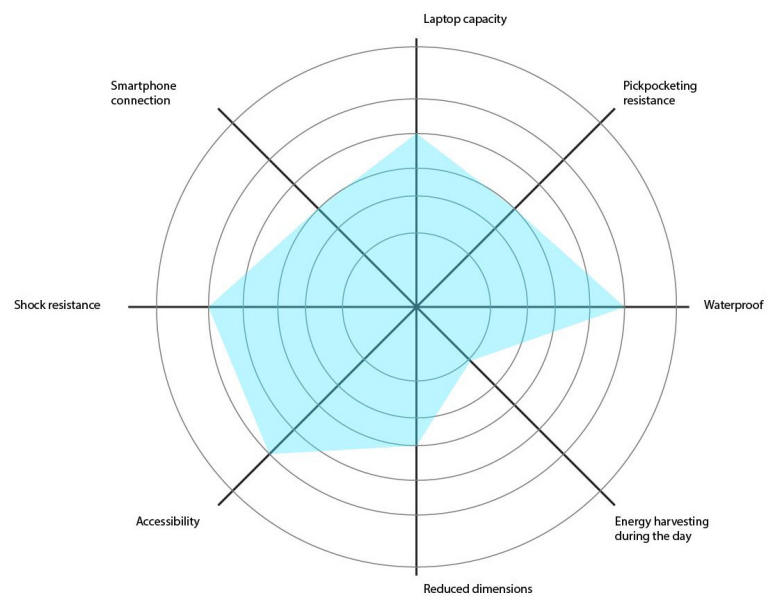 Laptop capacity
Smartphone
connection
Pickpocketing
resistance
Shock resistance
Waterproof
Accessibility
Energy harvesting
during the day
Reduced dimensions